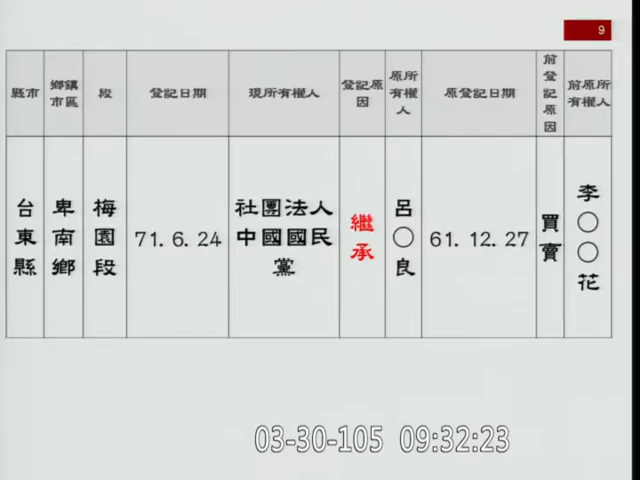 9
縣市 鄉鎮市區 段 登記日期 現所有權人 登記原因 原所有權人 原登記日期 前登記原因 前原所有權人
台東縣 卑南鄉 梅園段 71.6.24 社團法人中國國民黨 繼承 呂○良 61.12.27 買賣 李○○花
03-30-105 09:32:23